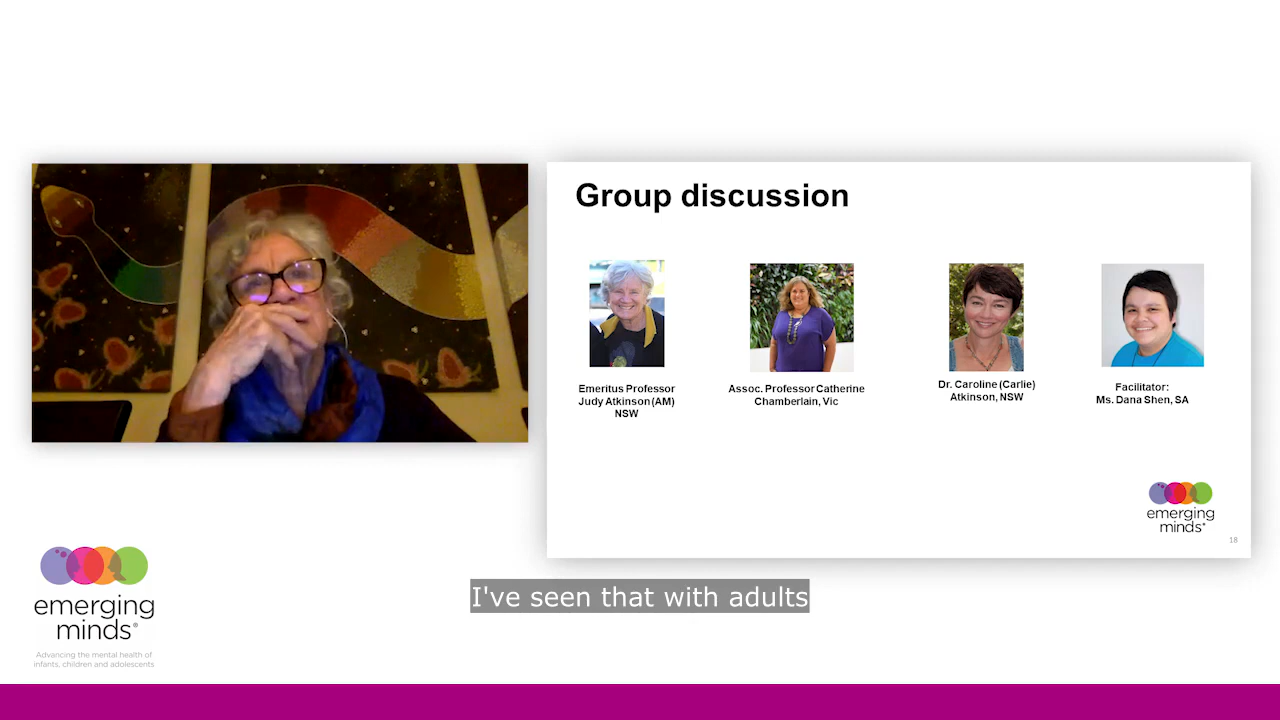 Group discussion
Emeritus Professor
Judy Atkinson (AM)
NSW
Assoc. Professor Catherine
Chamberlain, Vic
Dr. Caroline (Carlie)
Atkinson, NSW
Facilitator:
Ms. Dana Shen, SA
emerging
minds®
18
I've seen that with adults
emerging
minds®
Advancing the mental health of
infants, children and adolescents